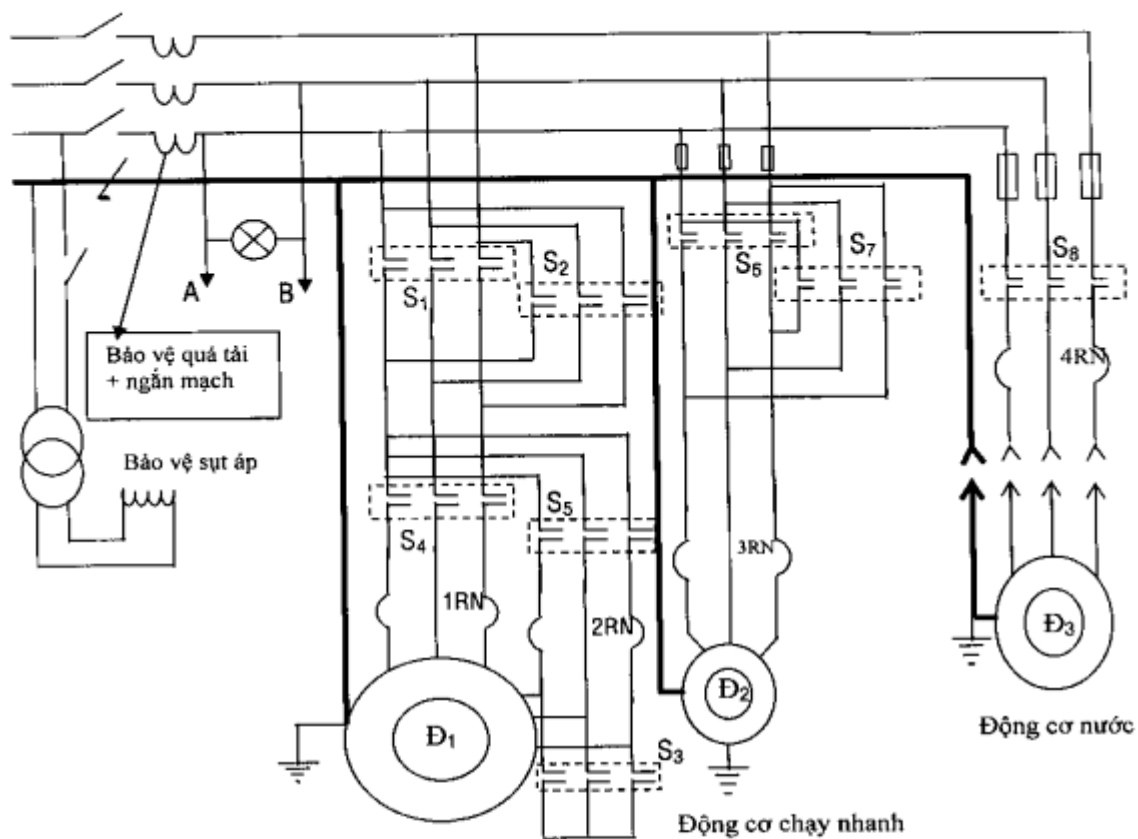 S2
S7
S6
S8
S1
A
B
Bảo vệ quá tải
+ ngắn mạch
4RN
Bảo vệ sụt áp
S5
S4
3RN
1RN
2RN
Đ1
Đ2
Đ3
S3
Động cơ nước
Động cơ chạy nhanh